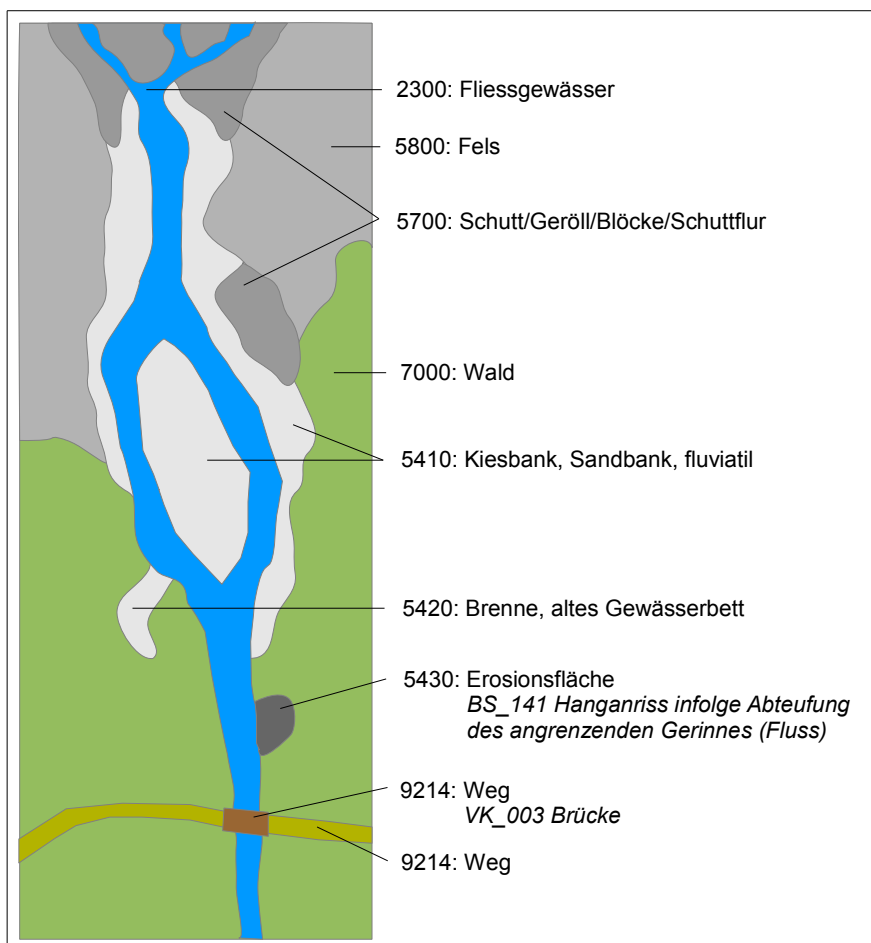 2300: Fliessgewässer
5800: Fels
5700: Schutt/Geröll/Blöcke/Schuttflur
7000: Wald
5410: Kiesbank, Sandbank, fluviatil
5420: Brenne, altes Gewässerbett
5430: Erosionsfläche
BS_141 Hanganriss infolge Abteufung
des angrenzenden Gerinnes (Fluss)
9214: Weg
VK_003 Brücke
9214: Weg